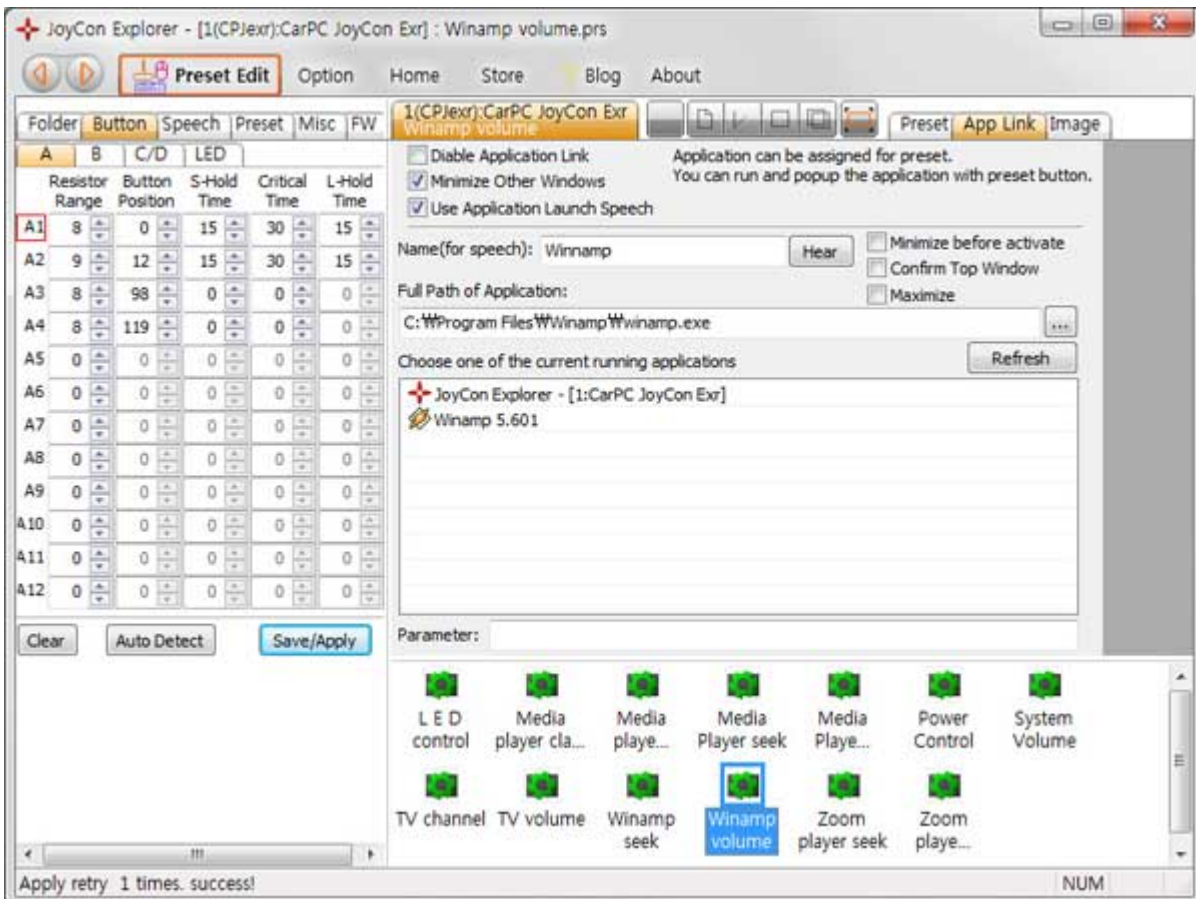 JoyCon Explorer - [1(CPJexr):CarPC JoyCon Exr] : Winamp volume.prs
Preset Edit Option Home Store Blog About
Folder Button Speech Preset Misc FW
1(CPJexr):CarPC JoyCon Exr
Winamp volume
Preset App Link Image
A B C/D LED
Resistor Range Button Position S-Hold Time Critical Time L-Hold Time
A1 8 0 15 30 15
A2 9 12 15 30 15
A3 8 98 0 0 0
A4 8 119 0 0 0
A5 0 0 0 0 0
A6 0 0 0 0 0
A7 0 0 0 0 0
A8 0 0 0 0 0
A9 0 0 0 0 0
A10 0 0 0 0 0
A11 0 0 0 0 0
A12 0 0 0 0 0
Clear Auto Detect Save/Apply
Diable Application Link
Minimize Other Windows
Use Application Launch Speech
Application can be assigned for preset.
You can run and popup the application with preset button.
Name(for speech): Winnamp Hear
Minimize before activate
Confirm Top Window
Maximize
Full Path of Application:
C:₩Program Files₩Winamp₩winamp.exe ...
Choose one of the current running applications Refresh
JoyCon Explorer - [1:CarPC JoyCon Exr]
Winamp 5.601
Parameter:
L E D control
Media player cla...
Media playe...
Media Player seek
Media Playe...
Power Control
System Volume
TV channel
TV volume
Winamp seek
Winamp volume
Zoom player seek
Zoom playe...
Apply retry 1 times. success! NUM